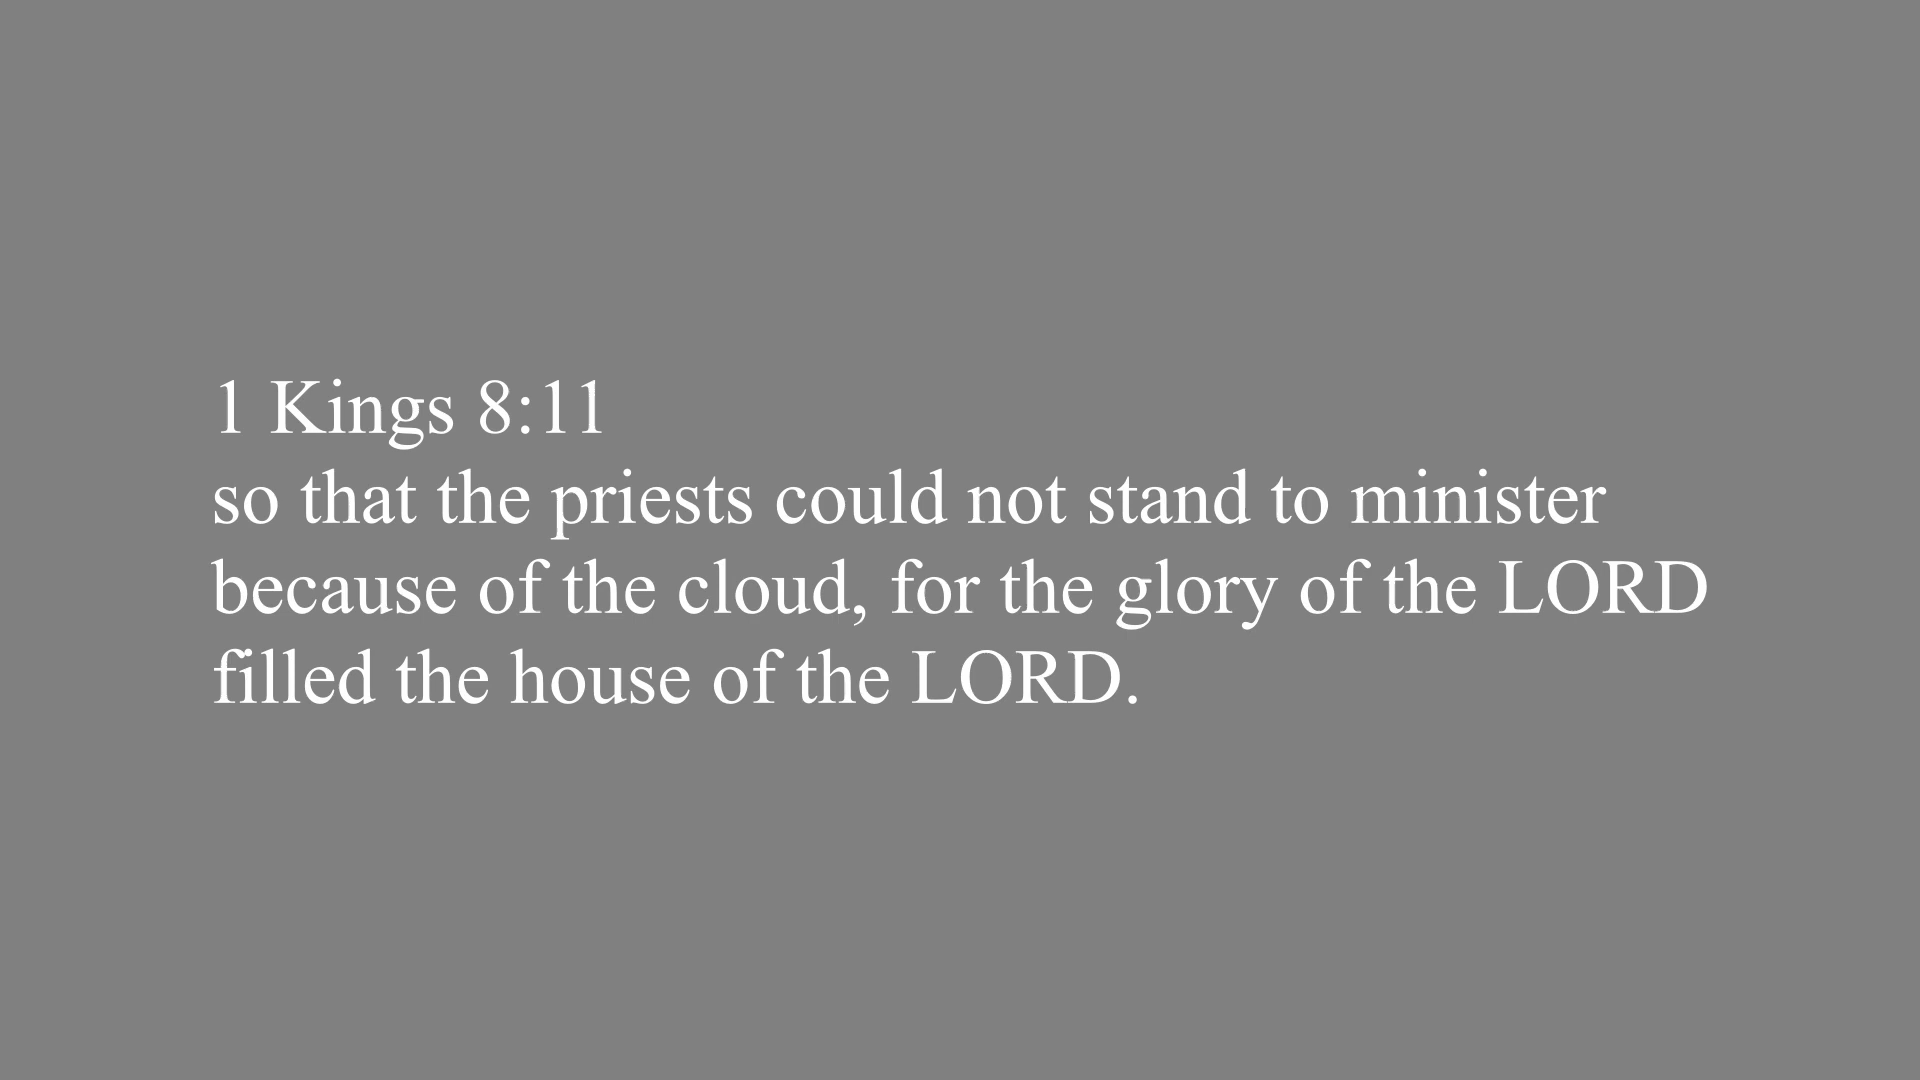 1 Kings 8:11
so that the priests could not stand to minister
because of the cloud, for the glory of the LORD
filled the house of the LORD.